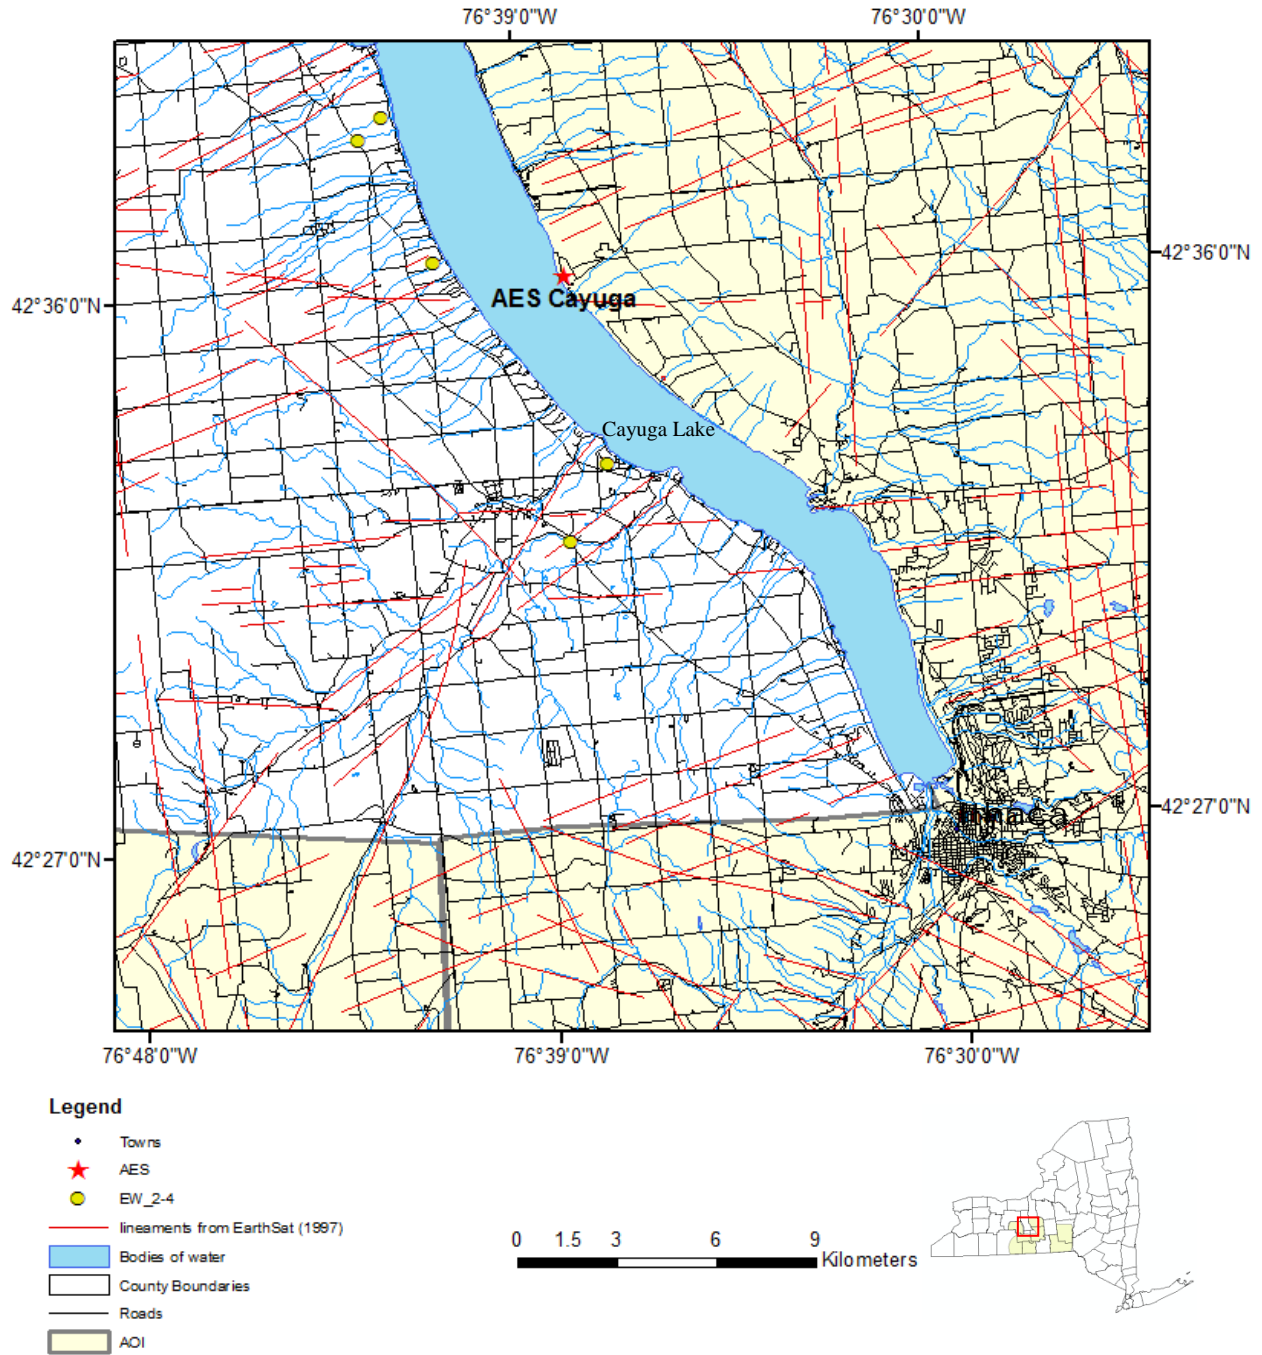 76°39'0"W 76°30'0"W
42°36'0"N
42°36'0"N
AES Cayuga
Cayuga Lake
42°27'0"N
Ithaca
42°27'0"N
76°48'0"W 76°39'0"W 76°30'0"W
Legend
Towns
AES
EW_2-4
lineaments from EarthSat (1997)
Bodies of water
County Boundaries
Roads
AOI
0 1.5 3 6 9
Kilometers